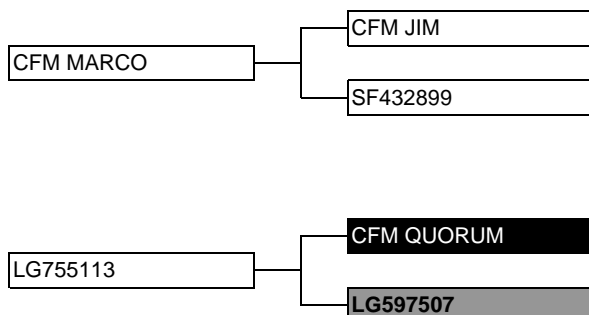 CFM JIM
CFM MARCO
SF432899
CFM QUORUM
LG755113
LG597507